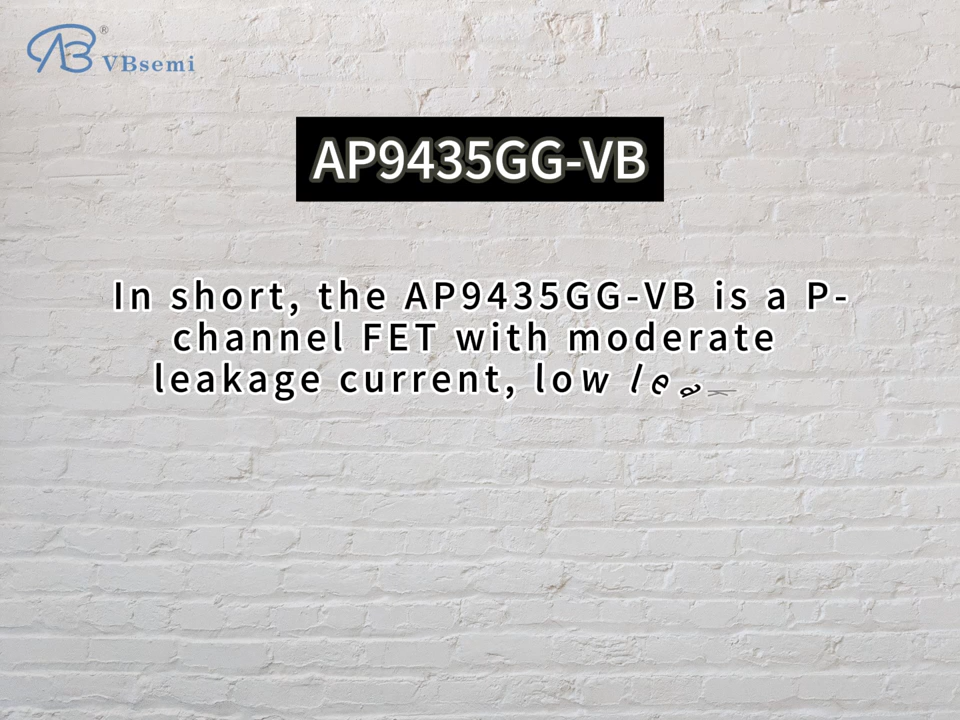 VBsemi
AP9435GG-VB
In short, the AP9435GG-VB is a P-
channel FET with moderate
leakage current, low